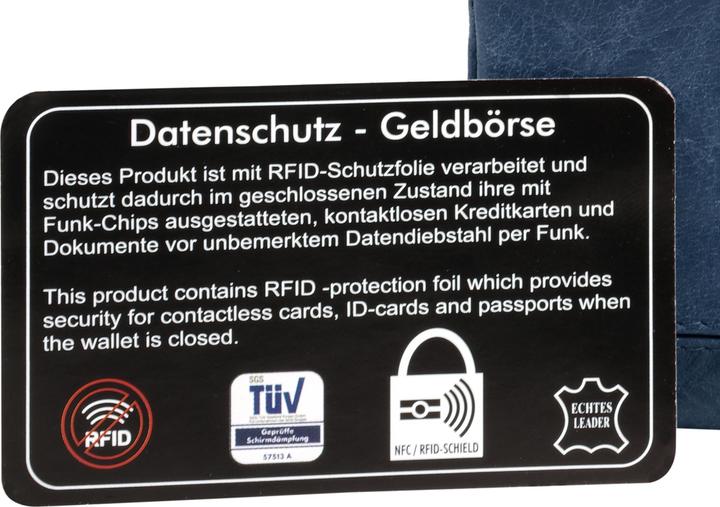 Datenschutz - Geldbörse
Dieses Produkt ist mit RFID-Schutzfolie verarbeitet und
schutzt dadurch im geschlossenen Zustand ihre mit
Funk-Chips ausgestatteten, kontaktlosen Kreditkarten und
Dokumente vor unbemerktem Datendiebstahl per Funk.
This product contains RFID -protection foil which provides
security for contactless cards, ID-cards and passports when
the wallet is closed.
RFID
SGS
TÜV
Geprüfte
Schirmdämpfung
57513 A
NFC / RFID-SHIELD
ECHTES
LEADER